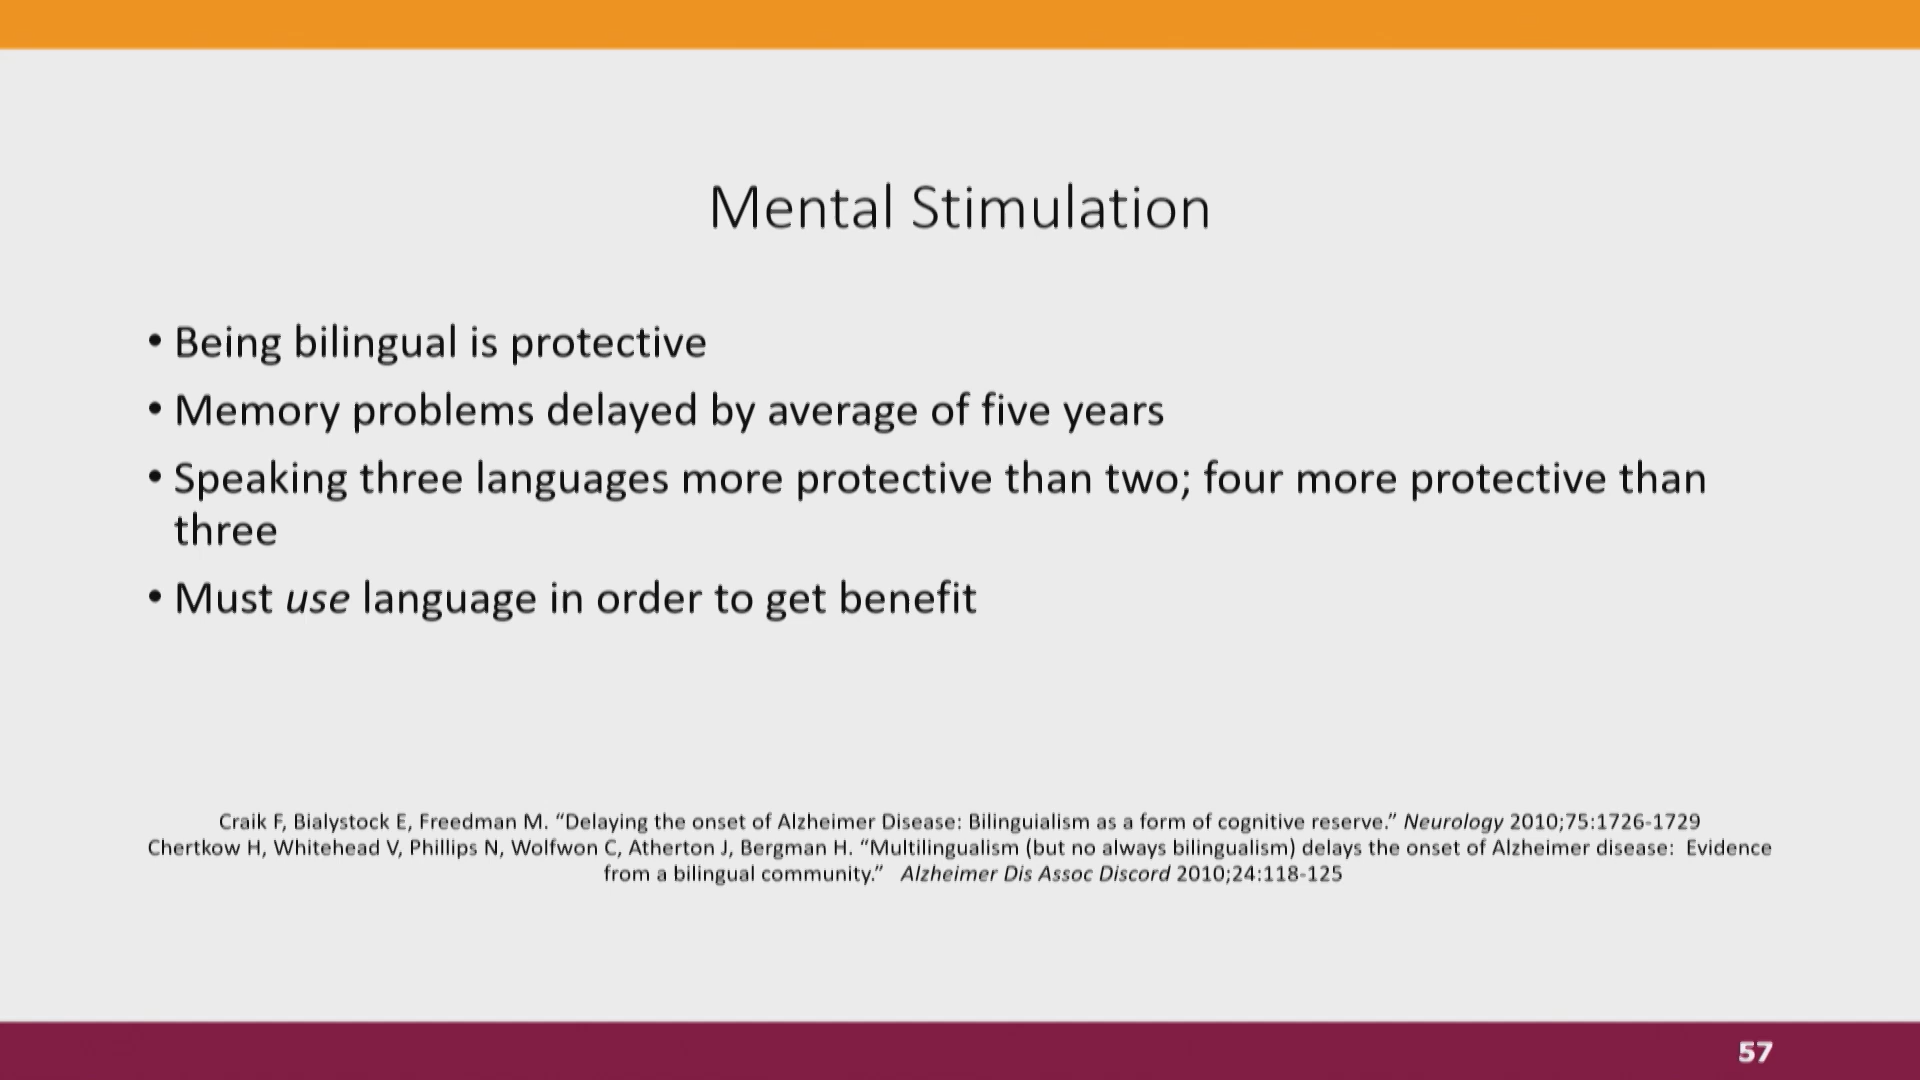 Mental Stimulation
• Being bilingual is protective
• Memory problems delayed by average of five years
• Speaking three languages more protective than two; four more protective than
three
• Must use language in order to get benefit
Craik F, Bialystock E, Freedman M. “Delaying the onset of Alzheimer Disease: Bilinguialism as a form of cognitive reserve.” Neurology 2010;75:1726-1729
Chertkow H, Whitehead V, Phillips N, Wolfwon C, Atherton J, Bergman H. “Multilingualism (but no always bilingualism) delays the onset of Alzheimer disease: Evidence
from a bilingual community.” Alzheimer Dis Assoc Discord 2010;24:118-125
57